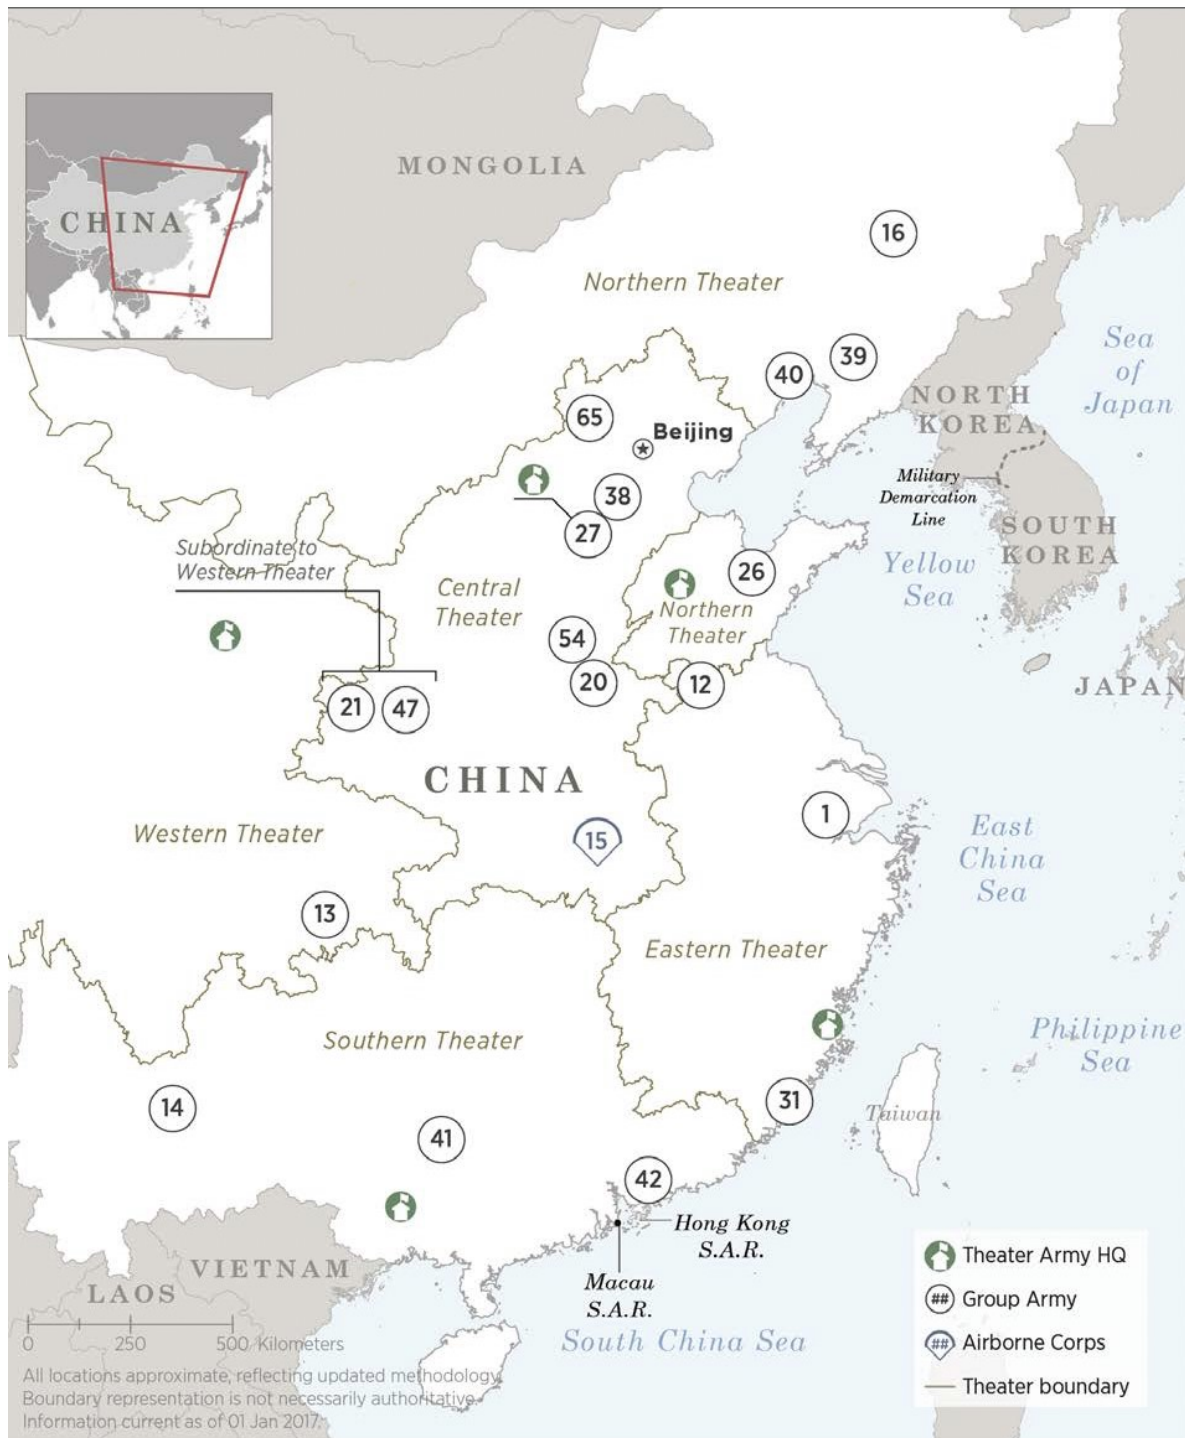 MONGOLIA
CHINA
16
Northern Theater
Sea
of
Japan
39
40
NORTH
KOREA
65
Beijing
Military
Demarcation
Line
38
27
SOUTH
KOREA
Subordinate to
Western Theater
Yellow
Sea
26
Central
Theater
Northern
Theater
54
20
12
JAPAN
21
47
CHINA
1
15
Western Theater
East
China
Sea
13
Eastern Theater
Southern Theater
Philippine
Sea
14
31
Taiwan
41
42
Hong Kong
S.A.R.
Macau
S.A.R.
VIETNAM
LAOS
South China Sea
0 250 500 Kilometers
All locations approximate, reflecting updated methodology.
Boundary representation is not necessarily authoritative.
Information current as of 01 Jan 2017.
Theater Army HQ
## Group Army
## Airborne Corps
Theater boundary